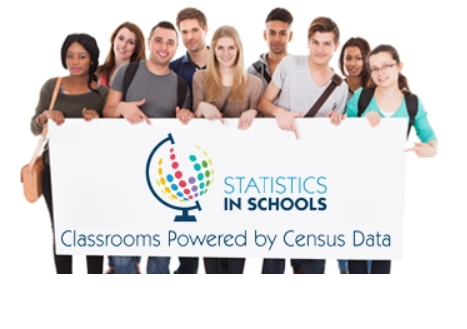 STATISTICS
IN SCHOOLS
Classrooms Powered by Census Data